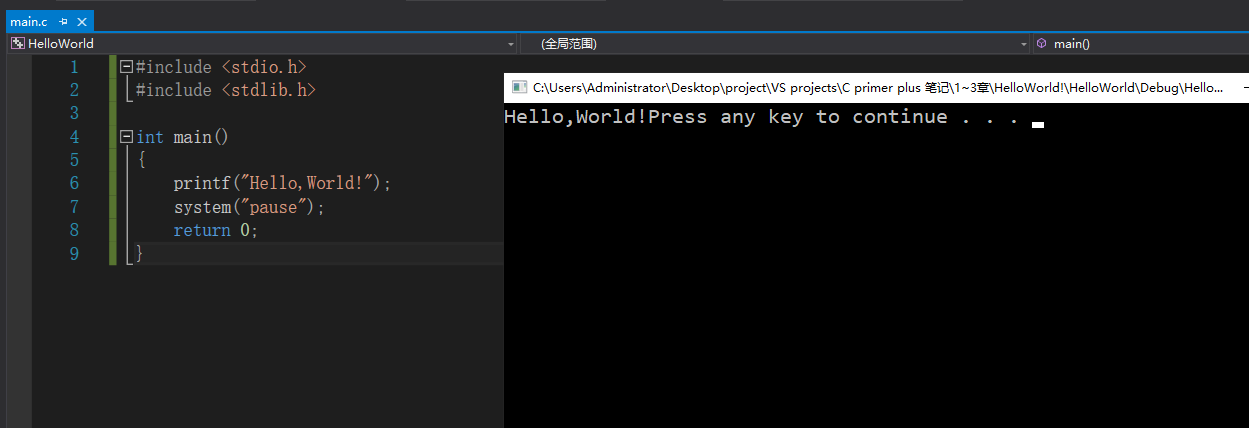 main.c
HelloWorld
(全局范围)
main()
1 #include <stdio.h>
2 #include <stdlib.h>
3
4 int main()
5 {
6 printf("Hello,World!");
7 system("pause");
8 return 0;
9 }
C:\Users\Administrator\Desktop\project\VS projects\C primer plus 笔记\1~3章\HelloWorld!\HelloWorld\Debug\Hello...
Hello,World!Press any key to continue . . .